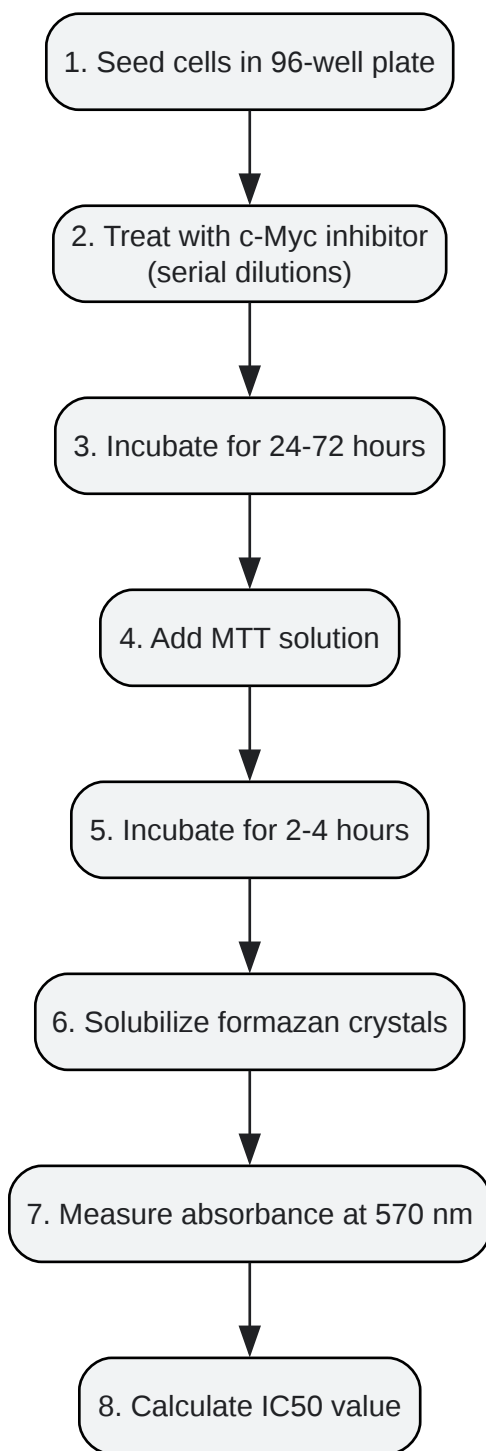 1. Seed cells in 96-well plate
2. Treat with c-Myc inhibitor
(serial dilutions)
3. Incubate for 24-72 hours
4. Add MTT solution
5. Incubate for 2-4 hours
6. Solubilize formazan crystals
7. Measure absorbance at 570 nm
8. Calculate IC50 value